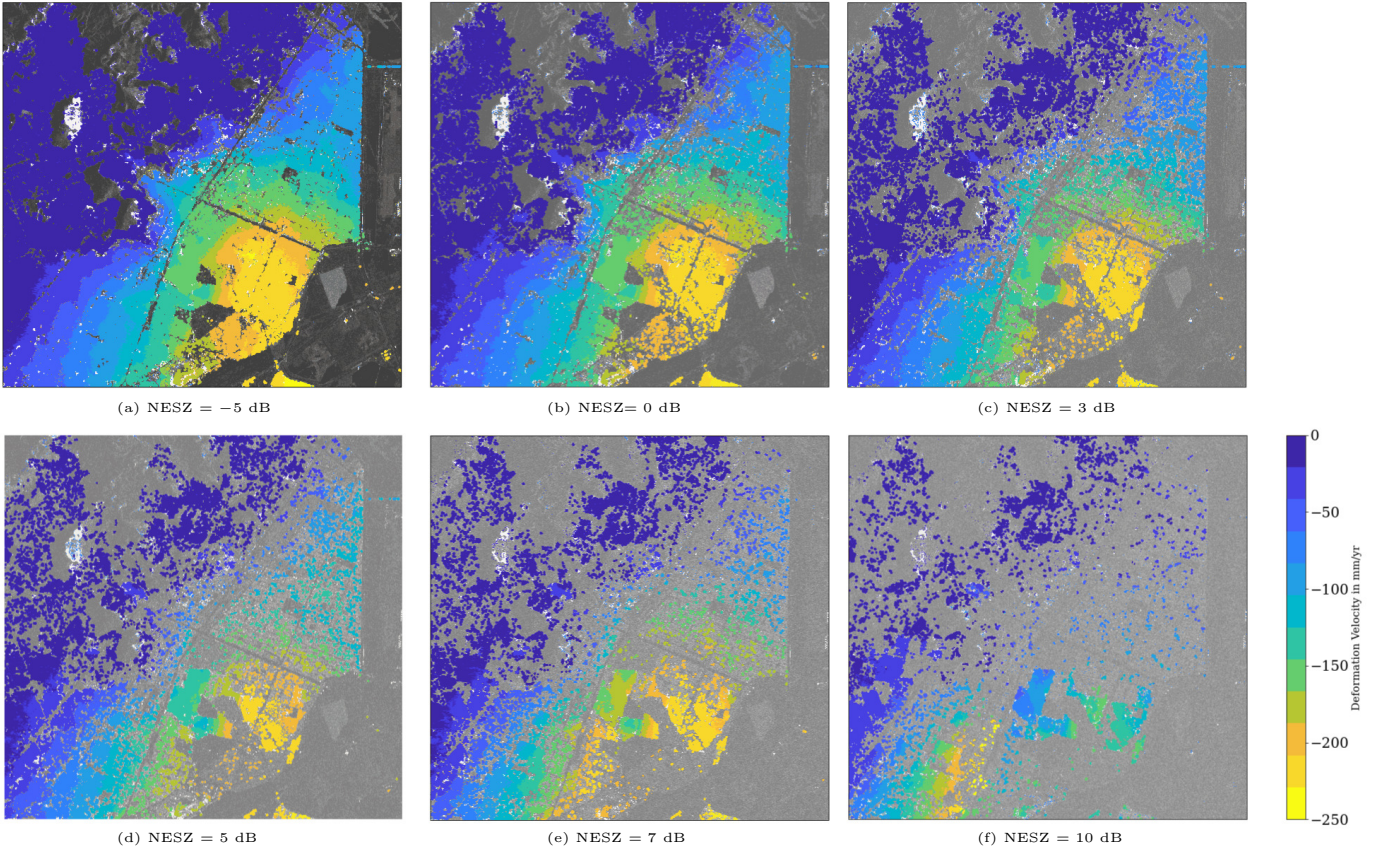 (a) NESZ = −5 dB
(b) NESZ= 0 dB
(c) NESZ = 3 dB
0
−50
−100
−150
−200
−250
Deformation Velocity in mm/yr
(d) NESZ = 5 dB
(e) NESZ = 7 dB
(f) NESZ = 10 dB